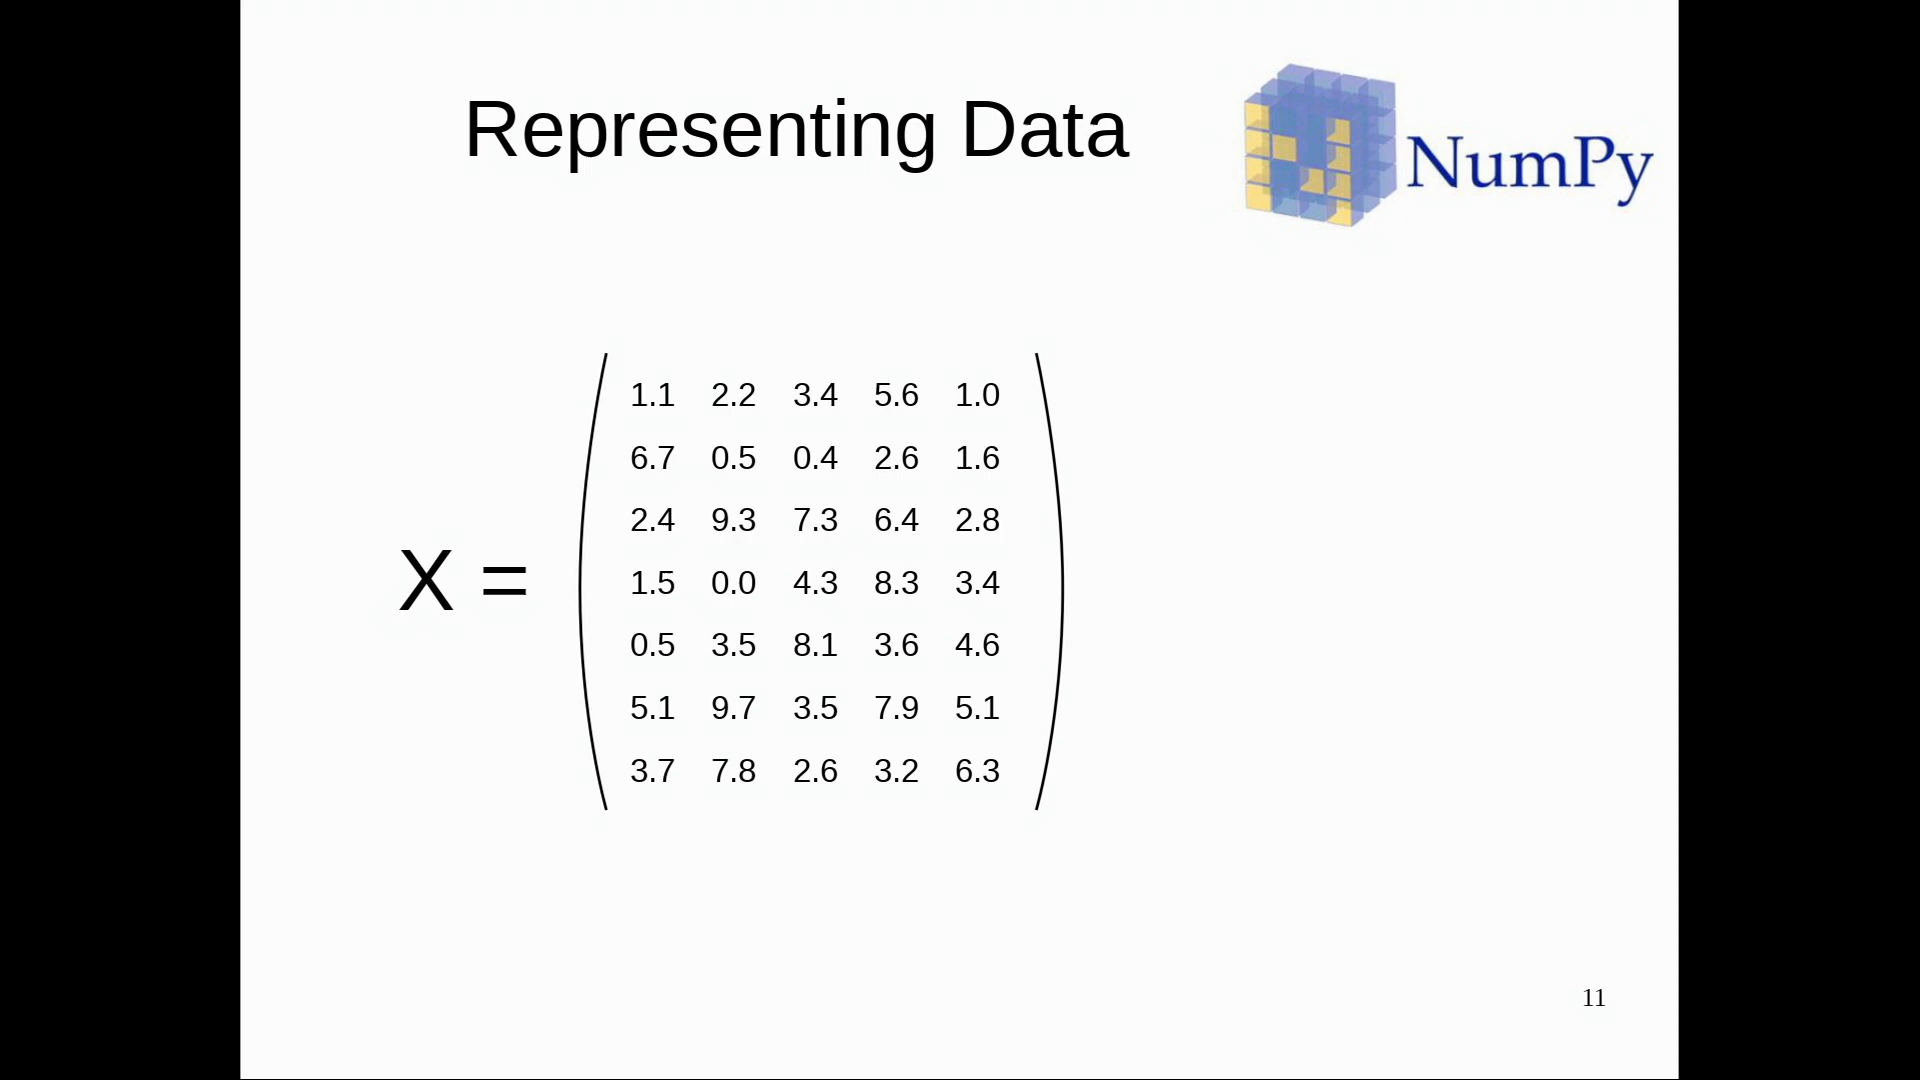 Representing Data
NumPy
X =
1.1 2.2 3.4 5.6 1.0
6.7 0.5 0.4 2.6 1.6
2.4 9.3 7.3 6.4 2.8
1.5 0.0 4.3 8.3 3.4
0.5 3.5 8.1 3.6 4.6
5.1 9.7 3.5 7.9 5.1
3.7 7.8 2.6 3.2 6.3
11